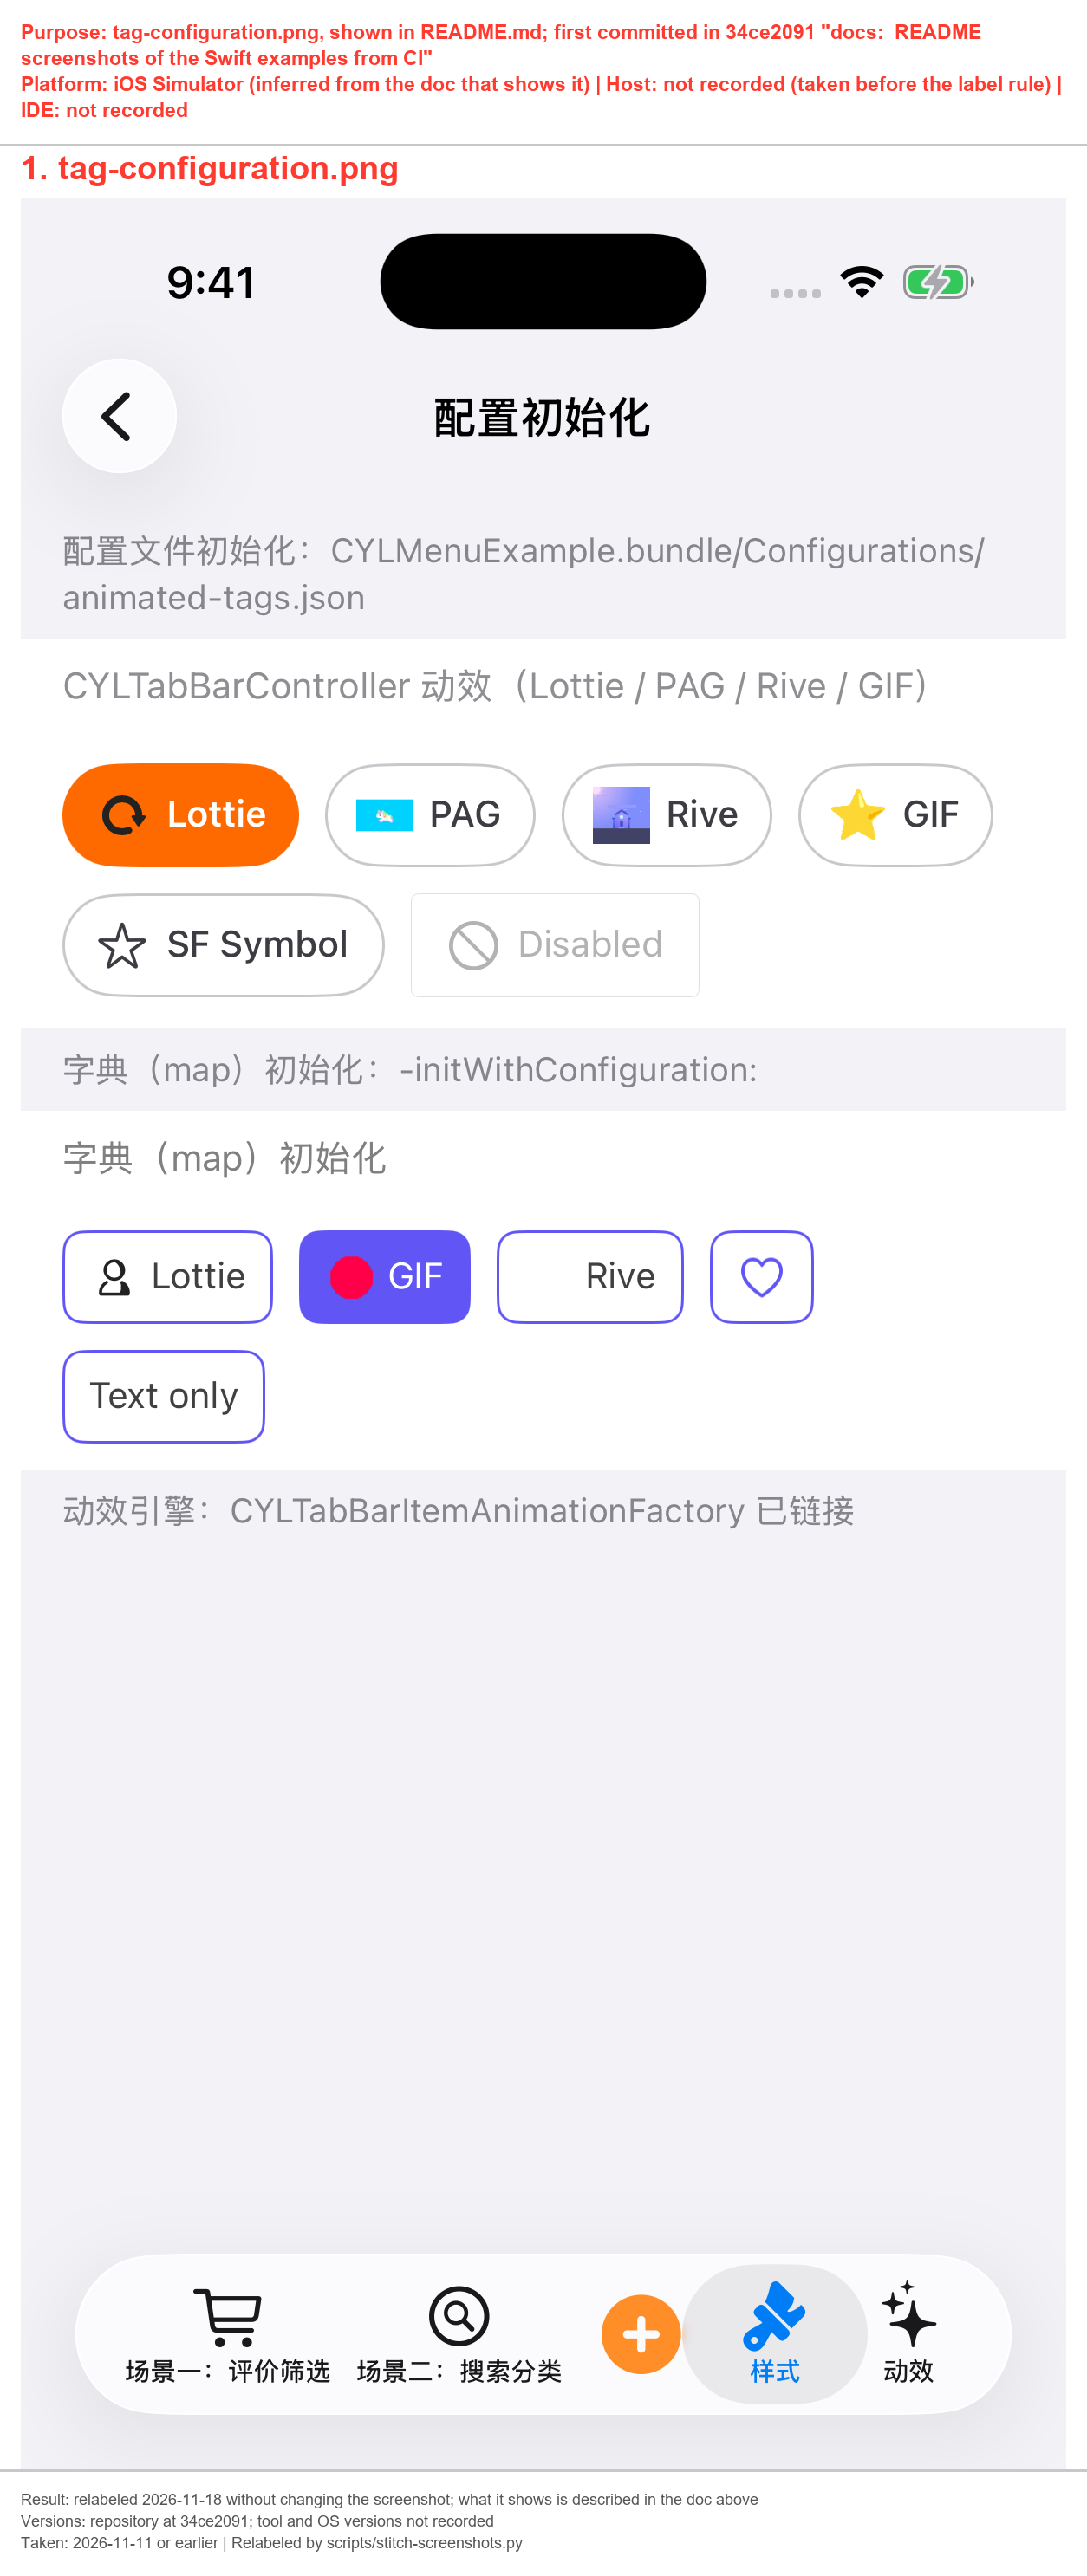 Purpose: tag-configuration.png, shown in README.md; first committed in 34ce2091 "docs:  README
screenshots of the Swift examples from CI"
Platform: iOS Simulator (inferred from the doc that shows it) | Host: not recorded (taken before the label rule) |
IDE: not recorded
1. tag-configuration.png
9:41
配置初始化
配置文件初始化：CYLMenuExample.bundle/Configurations/
animated-tags.json
CYLTabBarController 动效（Lottie / PAG / Rive / GIF）
Lottie
PAG
Rive
GIF
SF Symbol
Disabled
字典（map）初始化：-initWithConfiguration:
字典（map）初始化
Lottie
GIF
Rive
Text only
动效引擎：CYLTabBarItemAnimationFactory 已链接
场景一：评价筛选
场景二：搜索分类
样式
动效
Result: relabeled 2026-11-18 without changing the screenshot; what it shows is described in the doc above
Versions: repository at 34ce2091; tool and OS versions not recorded
Taken: 2026-11-11 or earlier | Relabeled by scripts/stitch-screenshots.py